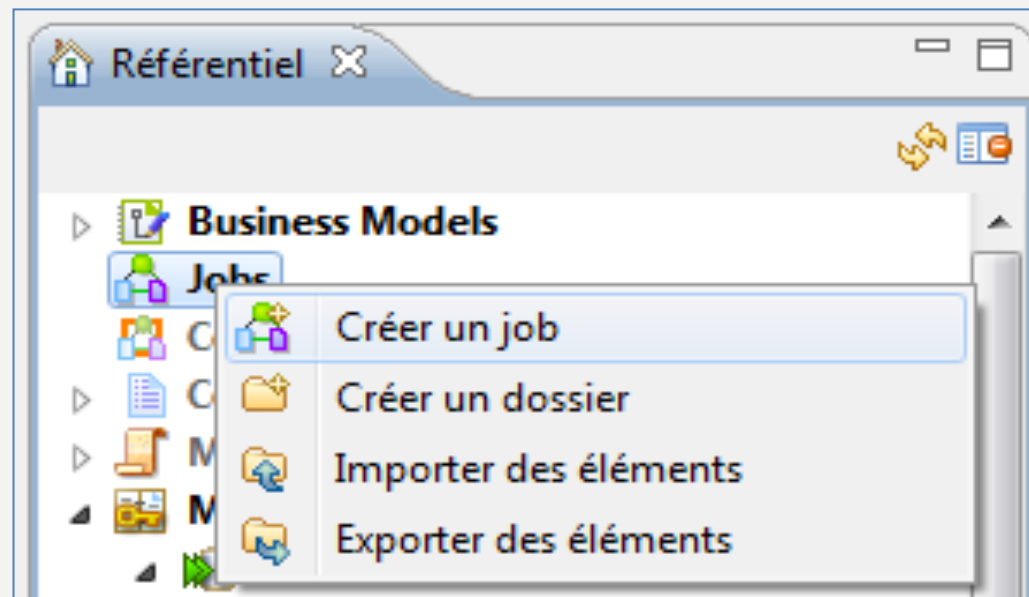 Référentiel
Business Models
Jobs
Créer un job
Créer un dossier
Importer des éléments
Exporter des éléments